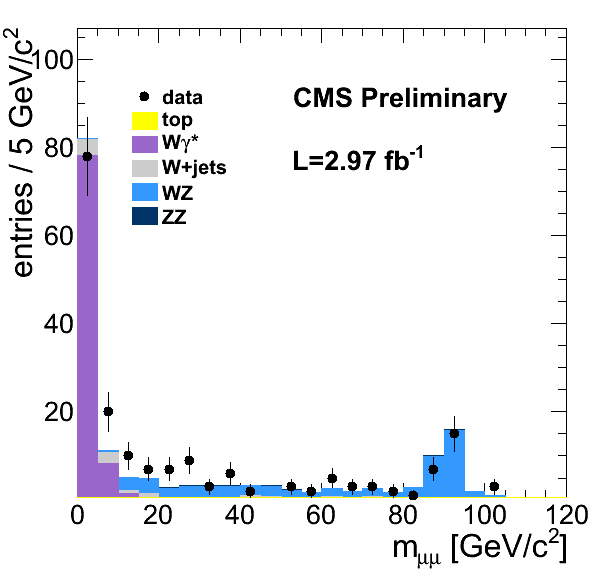 entries / 5 GeV/c²
100
80
60
40
20
CMS Preliminary
L=2.97 fb⁻¹
data
top
Wγ*
W+jets
WZ
ZZ
0 20 40 60 80 100 120
m_μμ [GeV/c²]